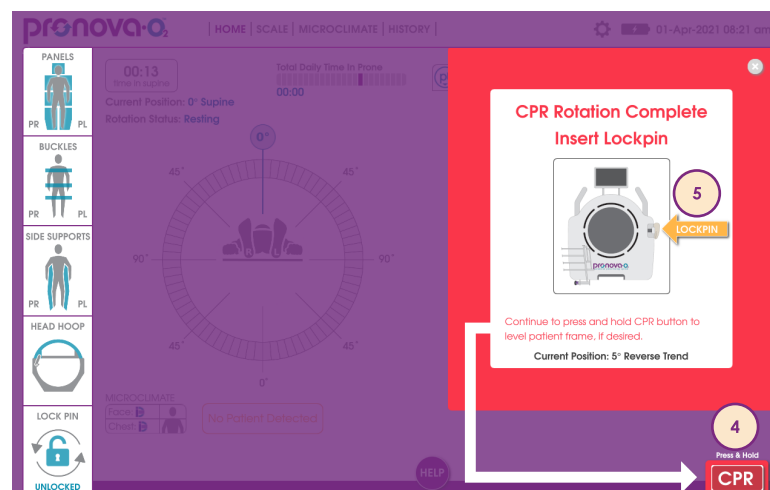 pronova·O2
| HOME | SCALE | MICROCLIMATE | HISTORY |
01-Apr-2021 08:21 am
PANELS
PR PL
BUCKLES
PR PL
SIDE SUPPORTS
PR PL
HEAD HOOP
LOCK PIN
UNLOCKED
00:13
time in supine
Total Daily Time In Prone
00:00
Current Position: 0° Supine
Rotation Status: Resting
0°
45° 45°
R L
90° 90°
45° 45°
0°
MICROCLIMATE
Face
Chest
No Patient Detected
HELP
CPR Rotation Complete
Insert Lockpin
5
LOCKPIN
pronova·O2
Continue to press and hold CPR button to
level patient frame, if desired.
Current Position: 5° Reverse Trend
4
Press & Hold
CPR